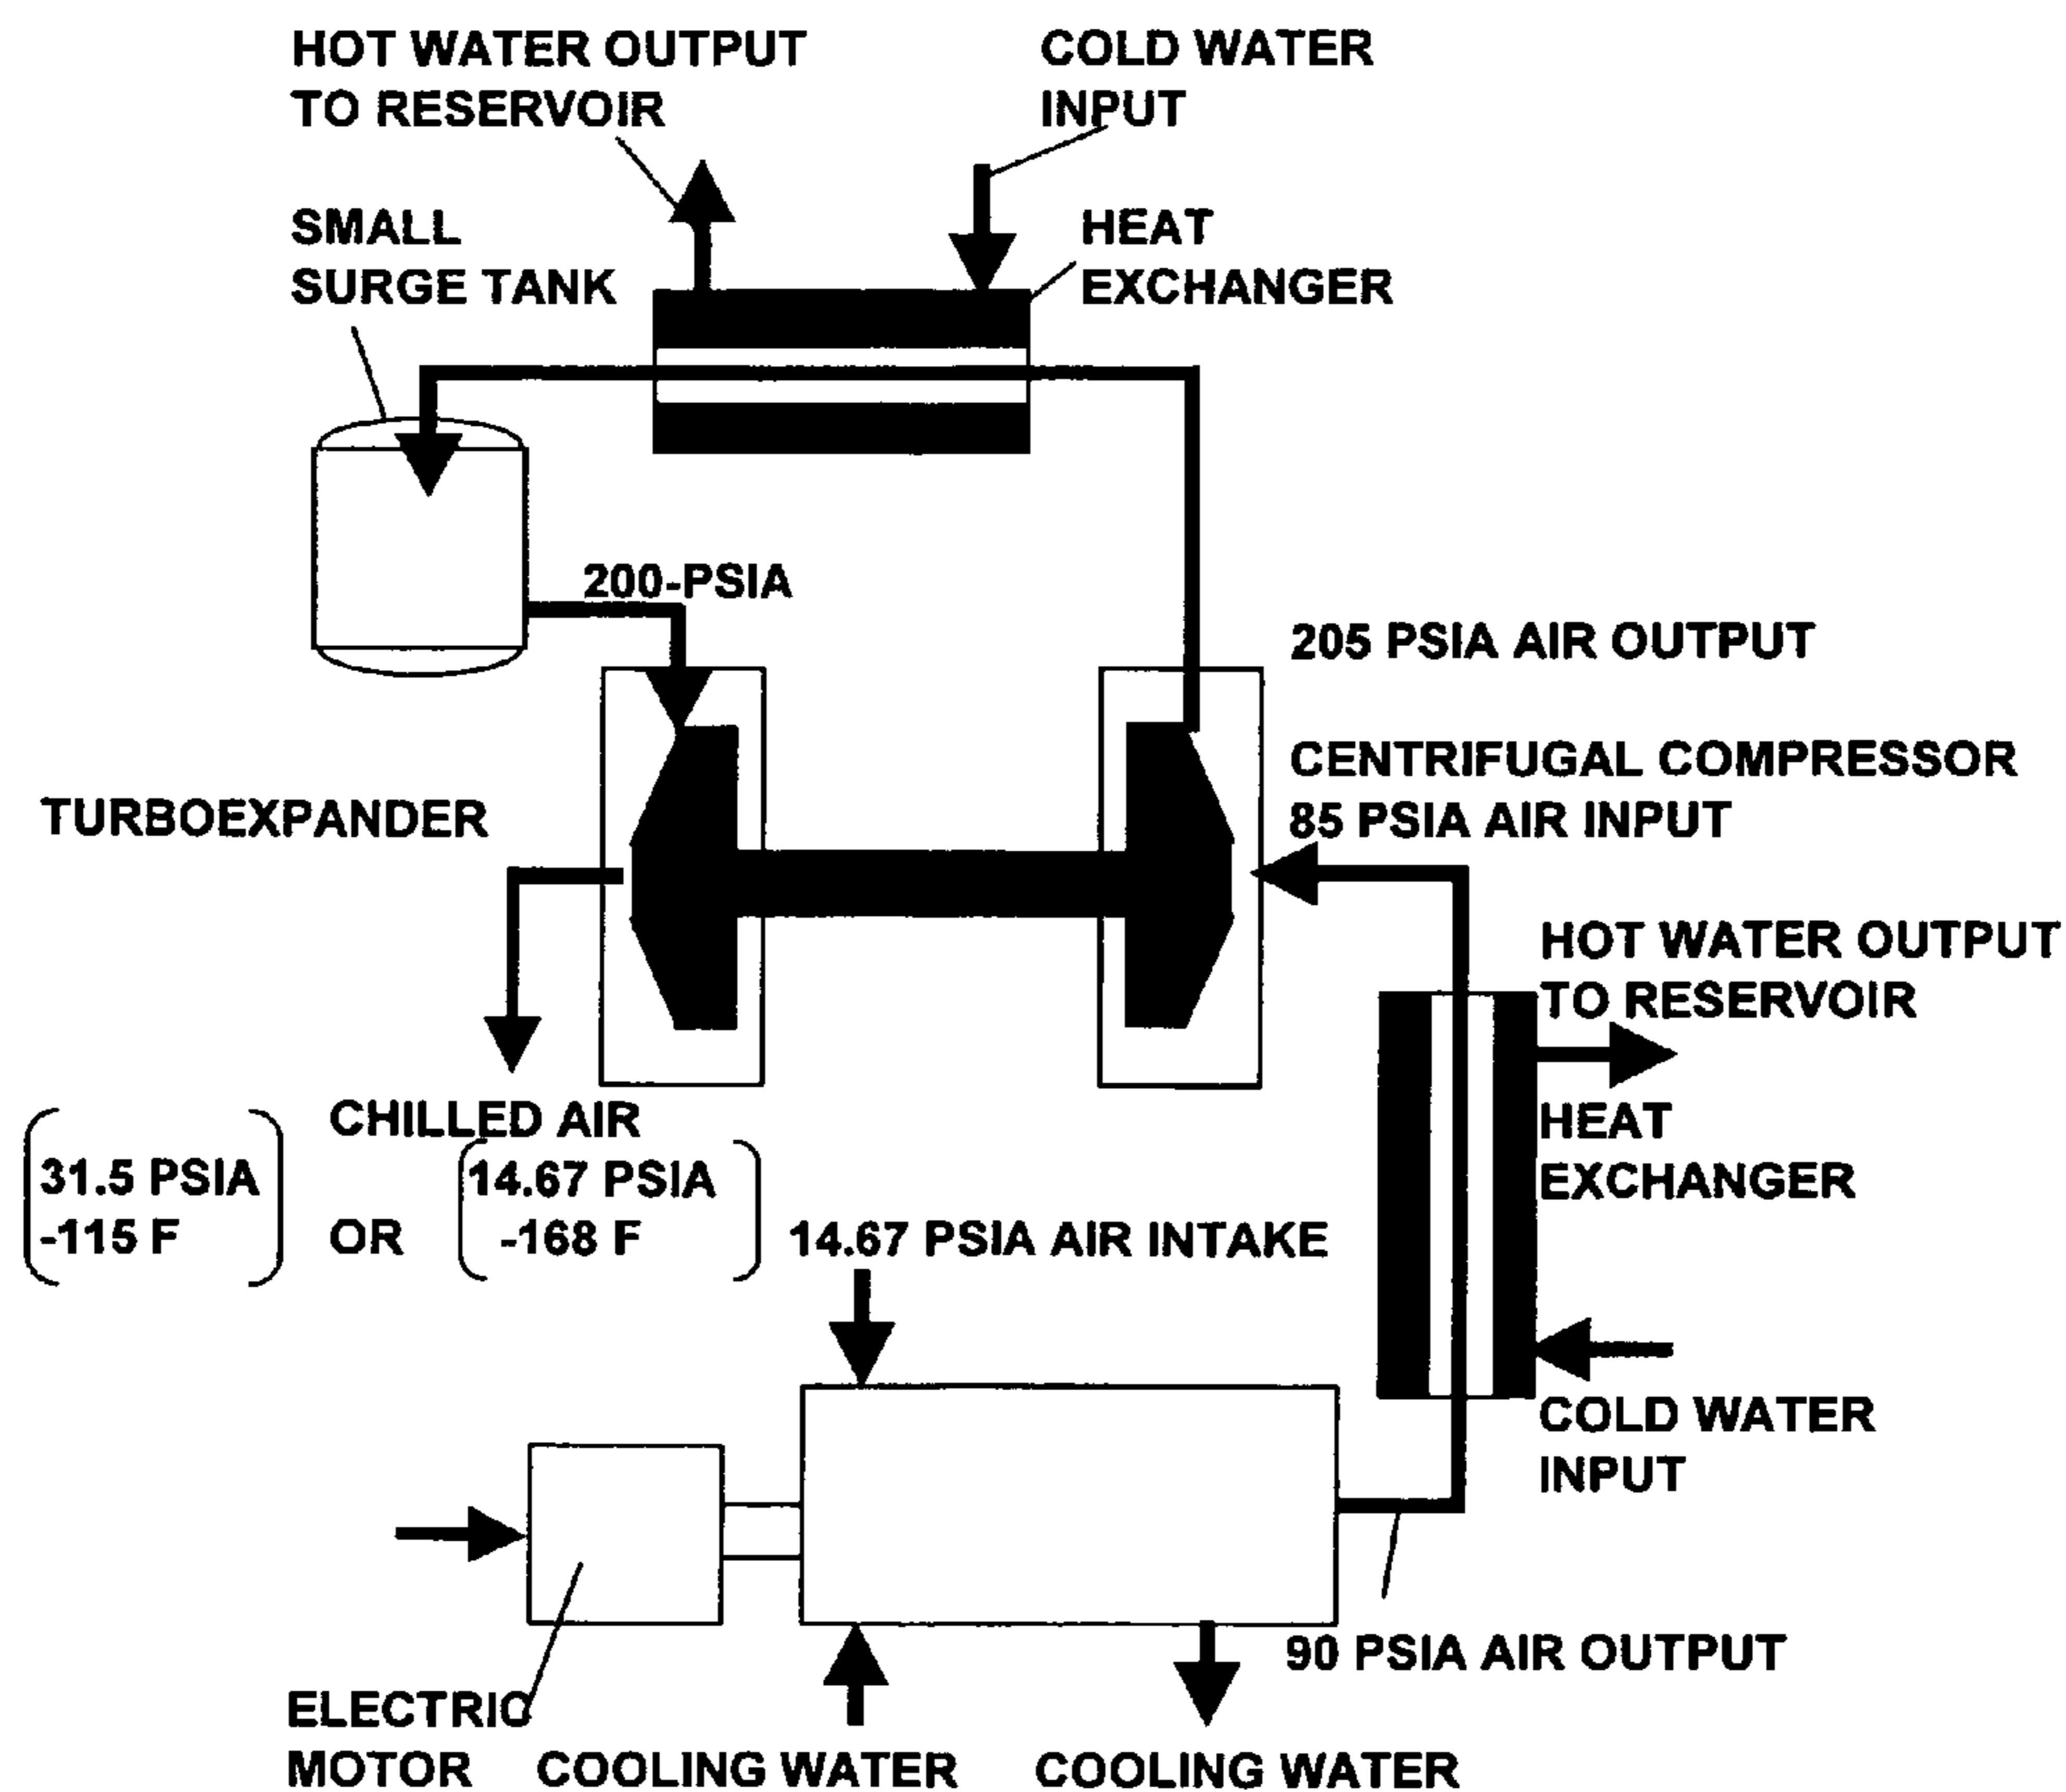 HOT WATER OUTPUT
TO RESERVOIR
COLD WATER
INPUT
SMALL
SURGE TANK
HEAT
EXCHANGER
200-PSIA
205 PSIA AIR OUTPUT
CENTRIFUGAL COMPRESSOR
85 PSIA AIR INPUT
TURBOEXPANDER
HOT WATER OUTPUT
TO RESERVOIR
HEAT
EXCHANGER
CHILLED AIR
31.5 PSIA
-115 F
OR
14.67 PSIA
-168 F
14.67 PSIA AIR INTAKE
COLD WATER
INPUT
90 PSIA AIR OUTPUT
ELECTRIC
MOTOR
COOLING WATER
COOLING WATER